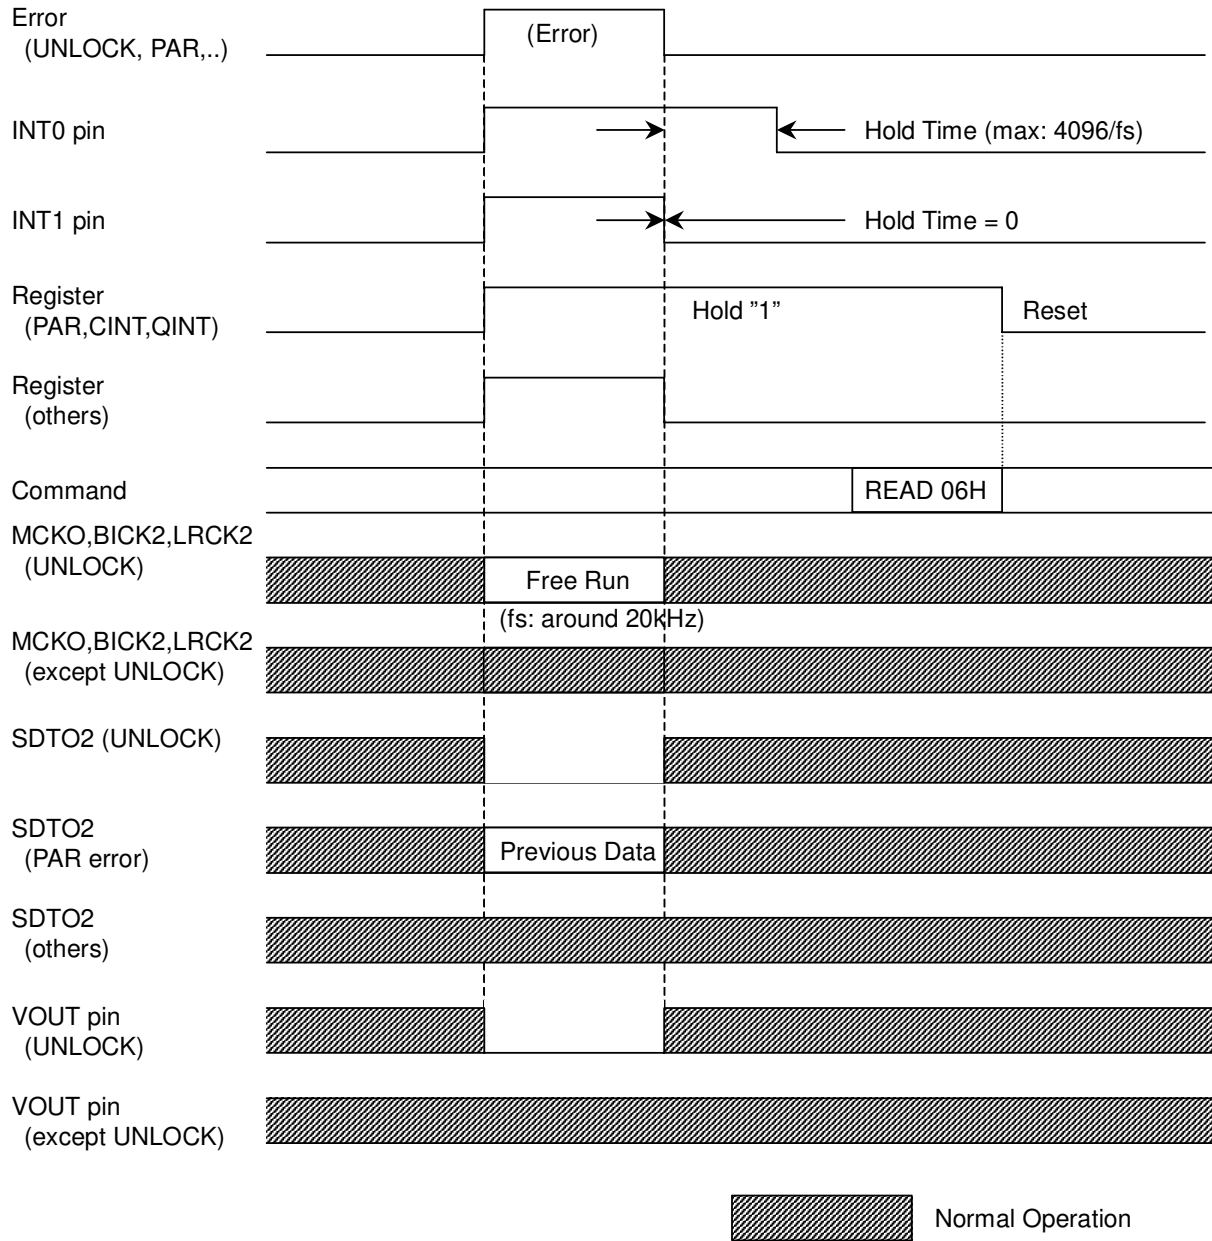 Error
(UNLOCK, PAR,..)
(Error)
INT0 pin
Hold Time (max: 4096/fs)
INT1 pin
Hold Time = 0
Register
(PAR,CINT,QINT)
Hold ”1”
Reset
Register
(others)
Command
READ 06H
MCKO,BICK2,LRCK2
(UNLOCK)
Free Run
(fs: around 20kHz)
MCKO,BICK2,LRCK2
(except UNLOCK)
SDTO2 (UNLOCK)
SDTO2
(PAR error)
Previous Data
SDTO2
(others)
VOUT pin
(UNLOCK)
VOUT pin
(except UNLOCK)
Normal Operation